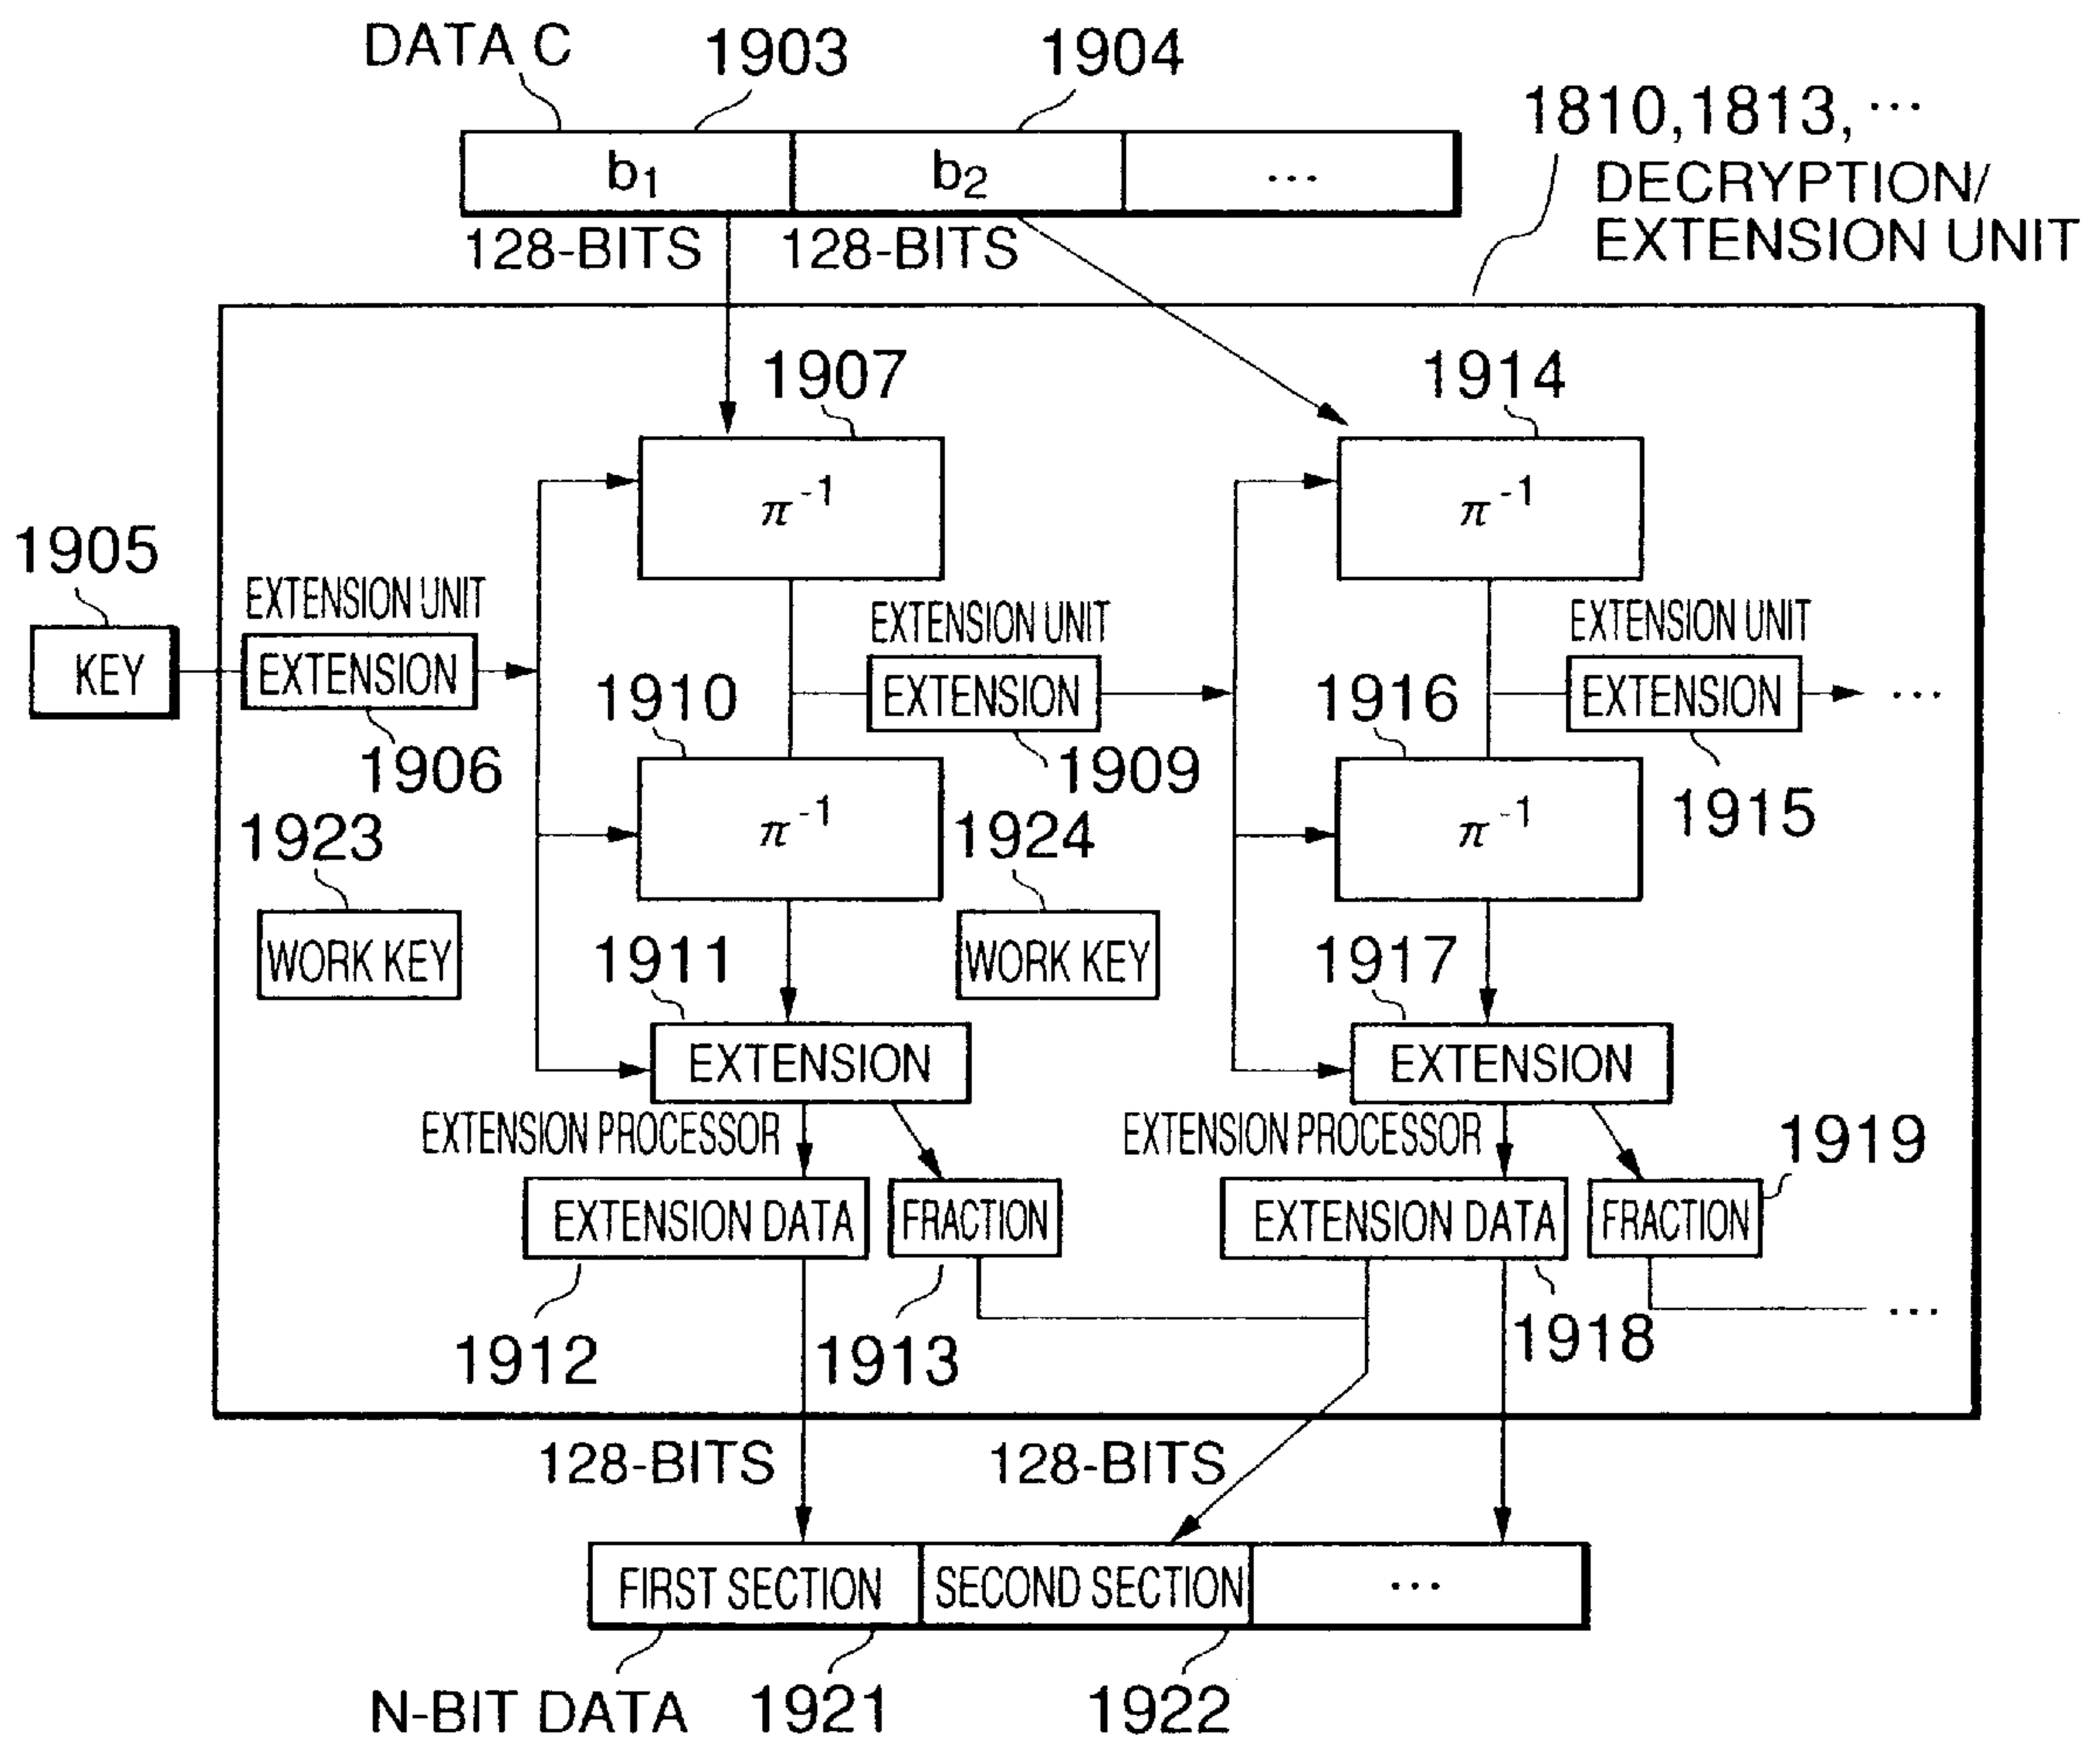 DATA C
1903
1904
1810, 1813, ...
DECRYPTION/
EXTENSION UNIT
b1
b2
...
128-BITS
128-BITS
1907
1914
π-1
π-1
1905
KEY
EXTENSION UNIT
EXTENSION
1906
EXTENSION UNIT
EXTENSION
1909
EXTENSION UNIT
EXTENSION
...
1915
1910
1916
π-1
π-1
1923
WORK KEY
1924
WORK KEY
1911
1917
EXTENSION
EXTENSION
EXTENSION PROCESSOR
EXTENSION PROCESSOR
1919
EXTENSION DATA
FRACTION
EXTENSION DATA
FRACTION
1912
1913
1918
...
128-BITS
128-BITS
FIRST SECTION
SECOND SECTION
...
N-BIT DATA
1921
1922